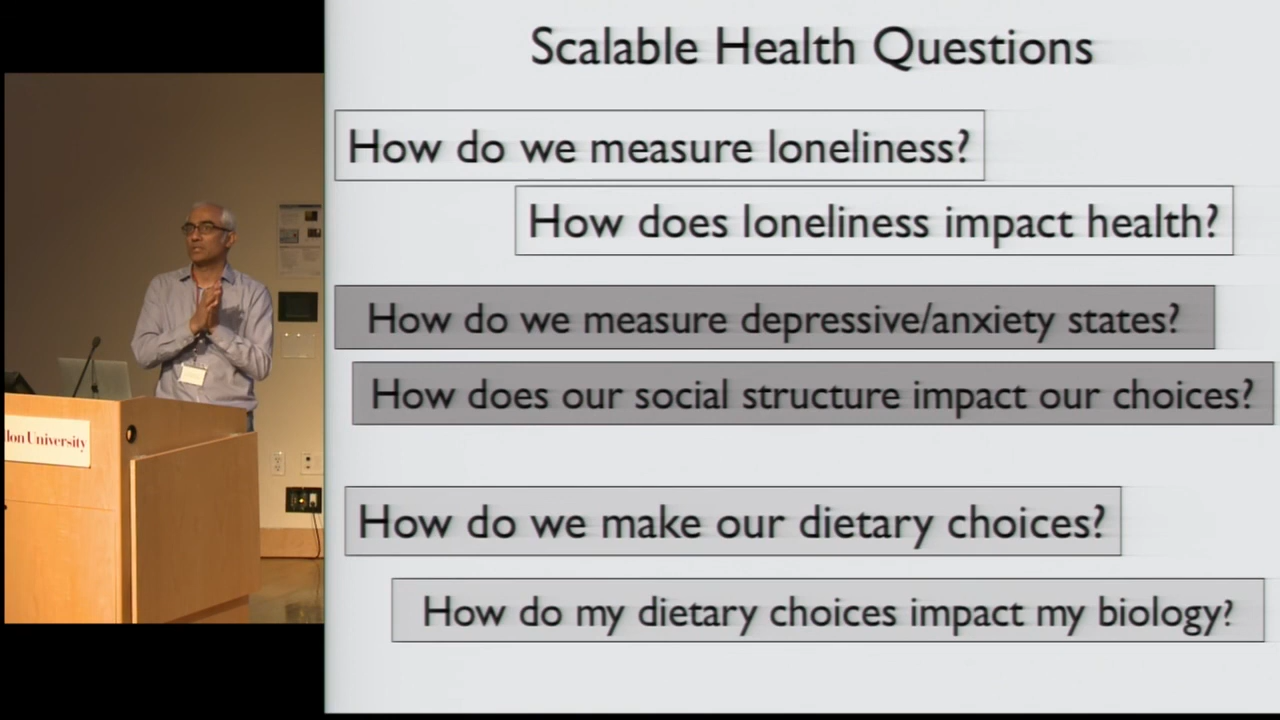 Scalable Health Questions
How do we measure loneliness?
How does loneliness impact health?
How do we measure depressive/anxiety states?
How does our social structure impact our choices?
How do we make our dietary choices?
How do my dietary choices impact my biology?
lon University